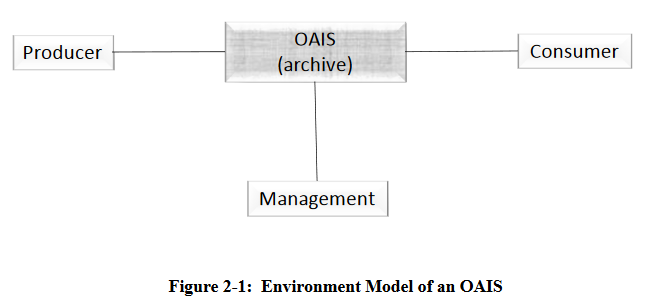 Producer
OAIS
(archive)
Consumer
Management
Figure 2-1: Environment Model of an OAIS